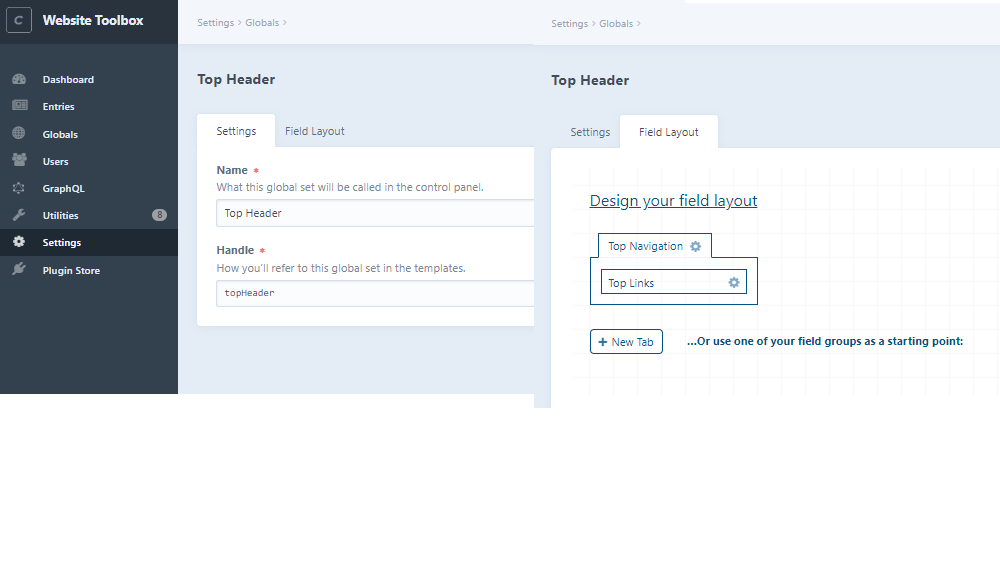 C Website Toolbox
Dashboard
Entries
Globals
Users
GraphQL
Utilities 8
Settings
Plugin Store
Settings > Globals >
Top Header
Settings Field Layout
Name *
What this global set will be called in the control panel.
Top Header
Handle *
How you'll refer to this global set in the templates.
topHeader
Settings > Globals >
Top Header
Settings Field Layout
Design your field layout
Top Navigation
Top Links
+ New Tab ...Or use one of your field groups as a starting point: